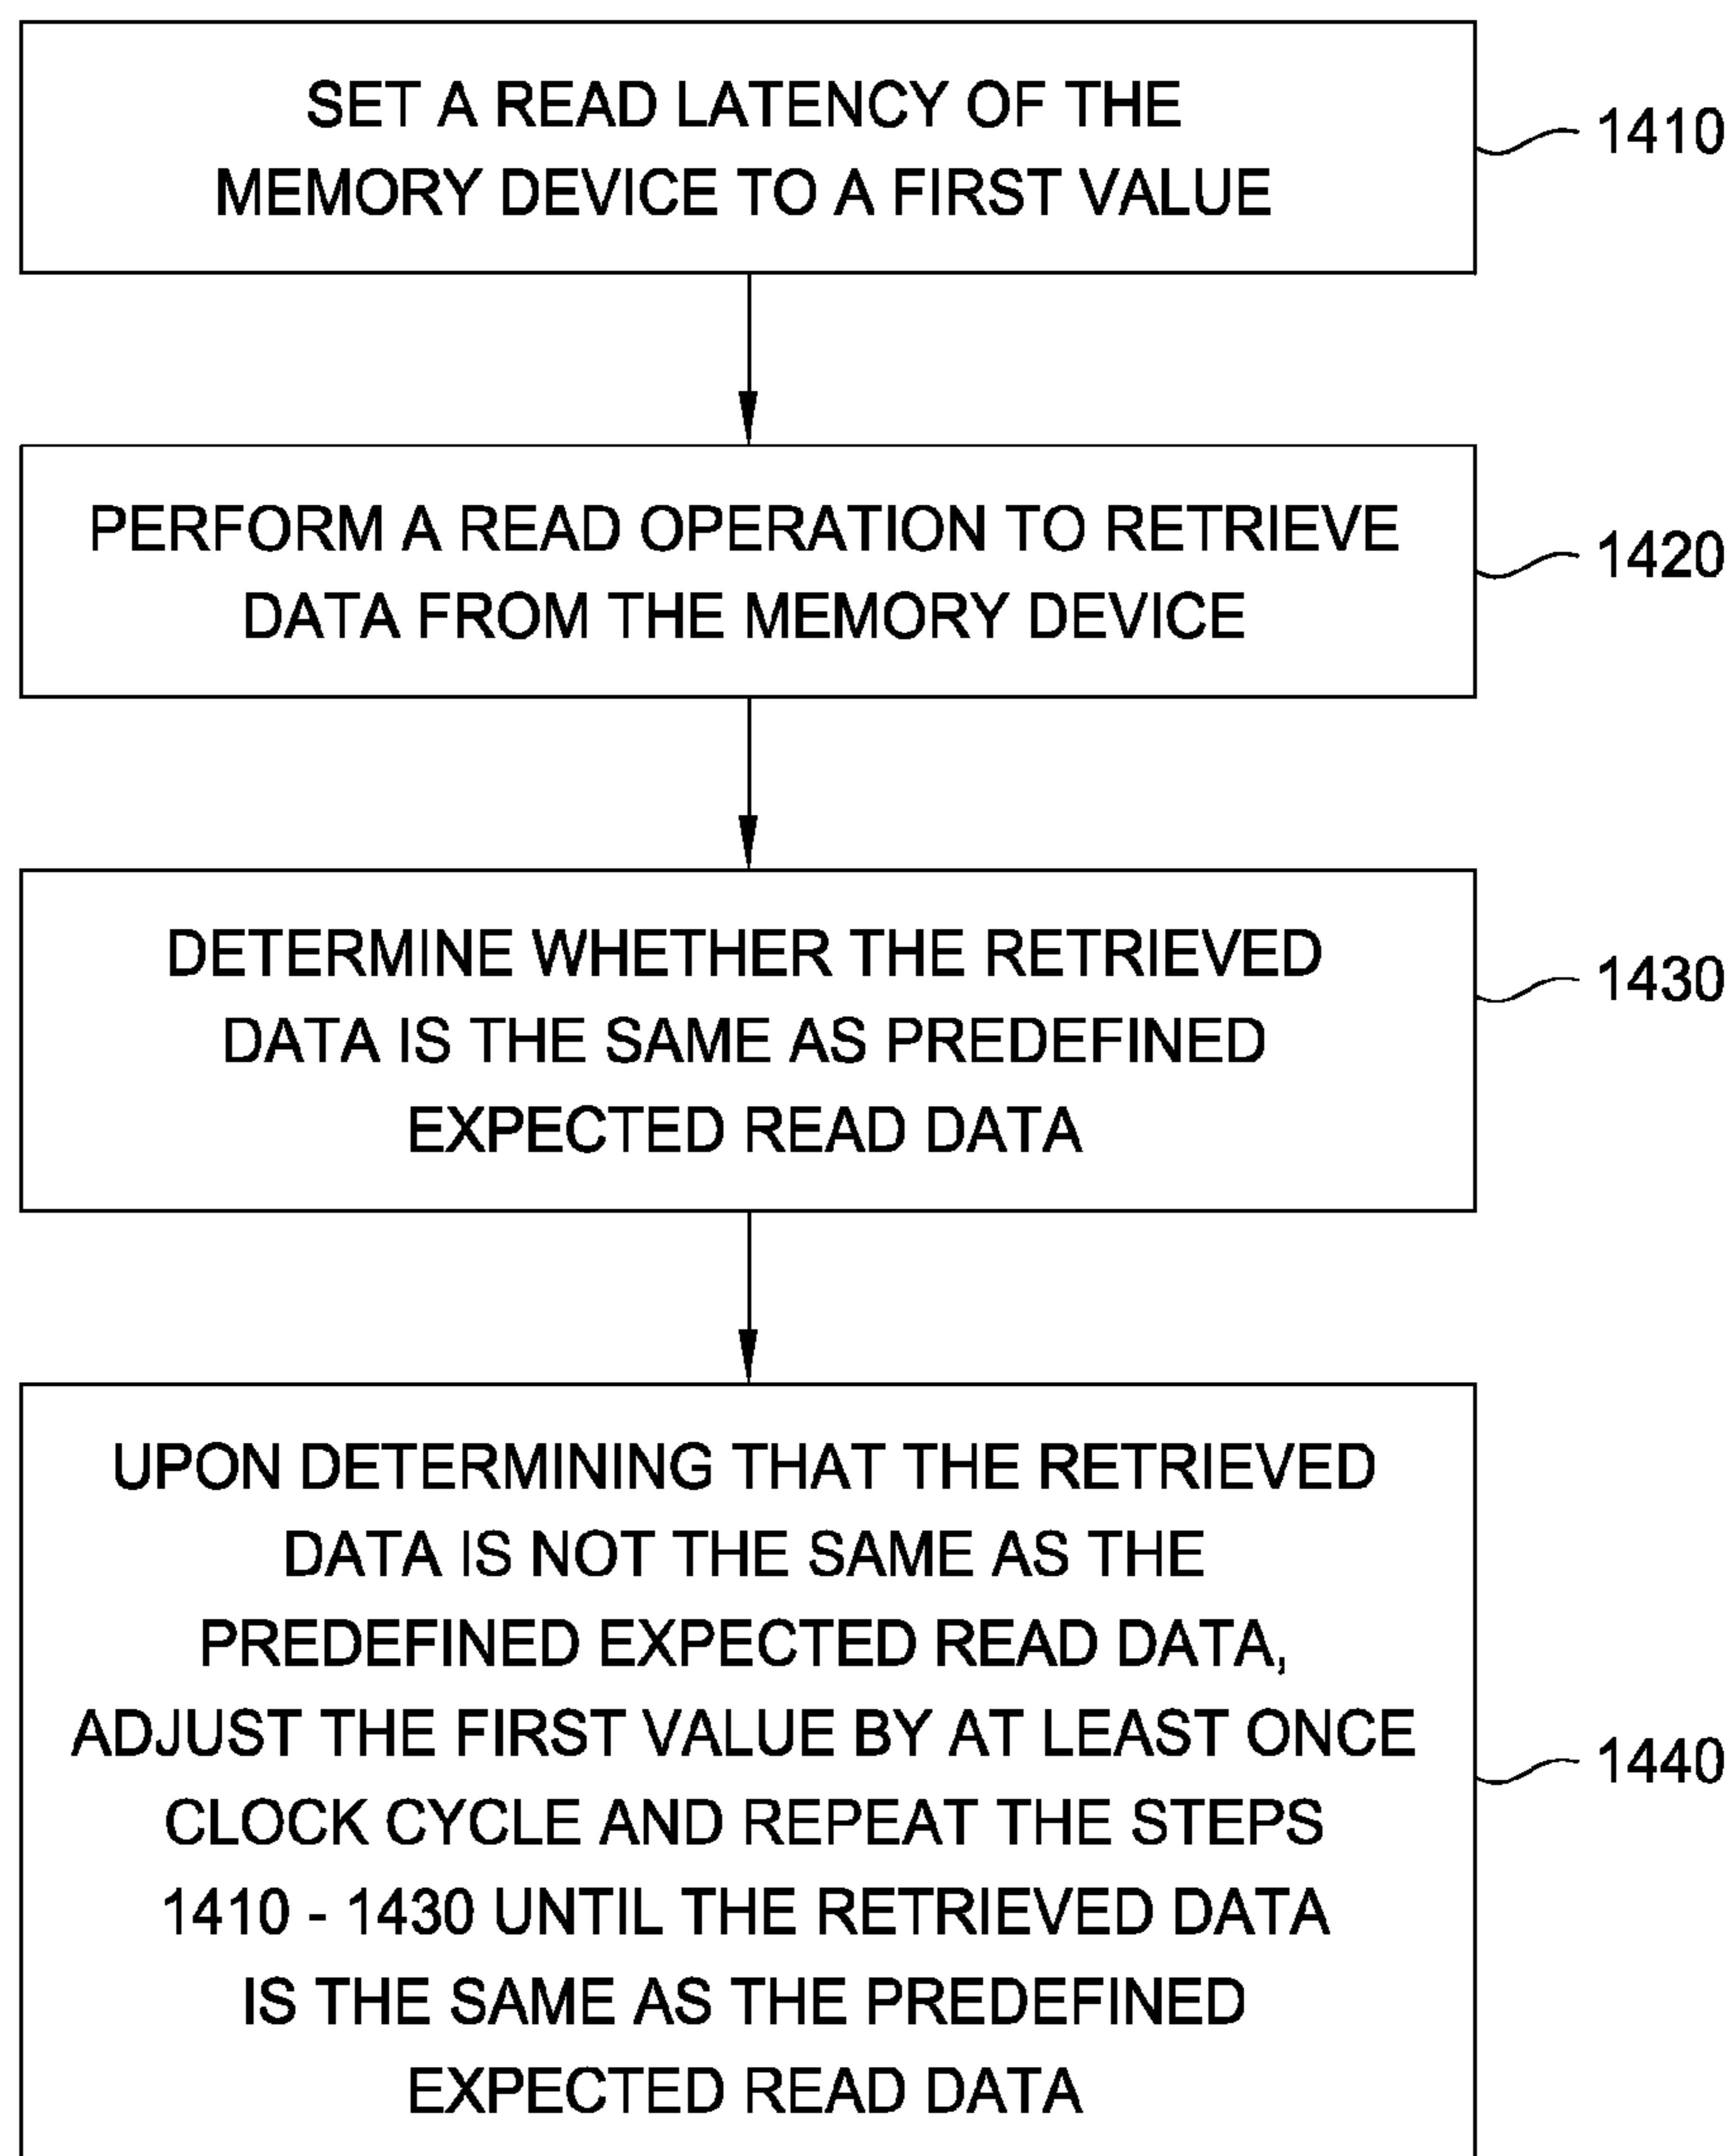 SET A READ LATENCY OF THE
MEMORY DEVICE TO A FIRST VALUE
1410
PERFORM A READ OPERATION TO RETRIEVE
DATA FROM THE MEMORY DEVICE
1420
DETERMINE WHETHER THE RETRIEVED
DATA IS THE SAME AS PREDEFINED
EXPECTED READ DATA
1430
UPON DETERMINING THAT THE RETRIEVED
DATA IS NOT THE SAME AS THE
PREDEFINED EXPECTED READ DATA,
ADJUST THE FIRST VALUE BY AT LEAST ONCE
CLOCK CYCLE AND REPEAT THE STEPS
1410 - 1430 UNTIL THE RETRIEVED DATA
IS THE SAME AS THE PREDEFINED
EXPECTED READ DATA
1440